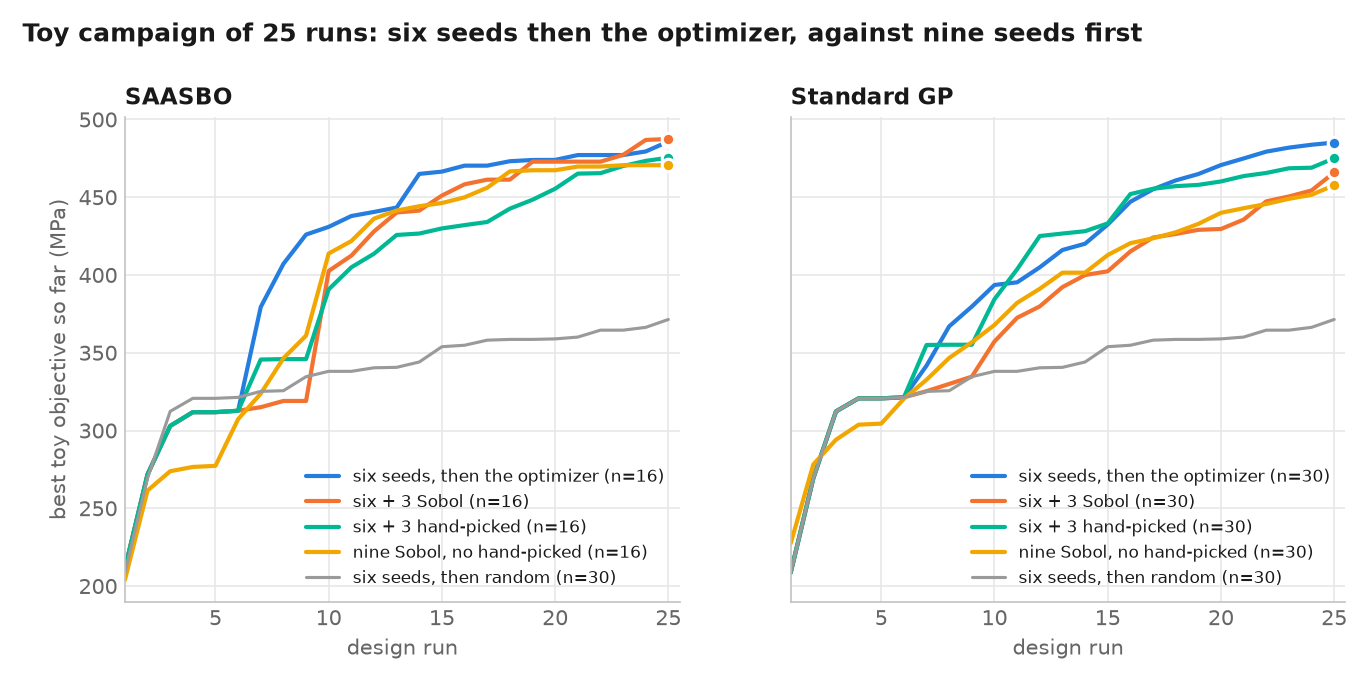 Toy campaign of 25 runs: six seeds then the optimizer, against nine seeds first
SAASBO
500
450
400
350
300
250
200
best toy objective so far (MPa)
six seeds, then the optimizer (n=16)
six + 3 Sobol (n=16)
six + 3 hand-picked (n=16)
nine Sobol, no hand-picked (n=16)
six seeds, then random (n=30)
5 10 15 20 25
design run
Standard GP
six seeds, then the optimizer (n=30)
six + 3 Sobol (n=30)
six + 3 hand-picked (n=30)
nine Sobol, no hand-picked (n=30)
six seeds, then random (n=30)
5 10 15 20 25
design run